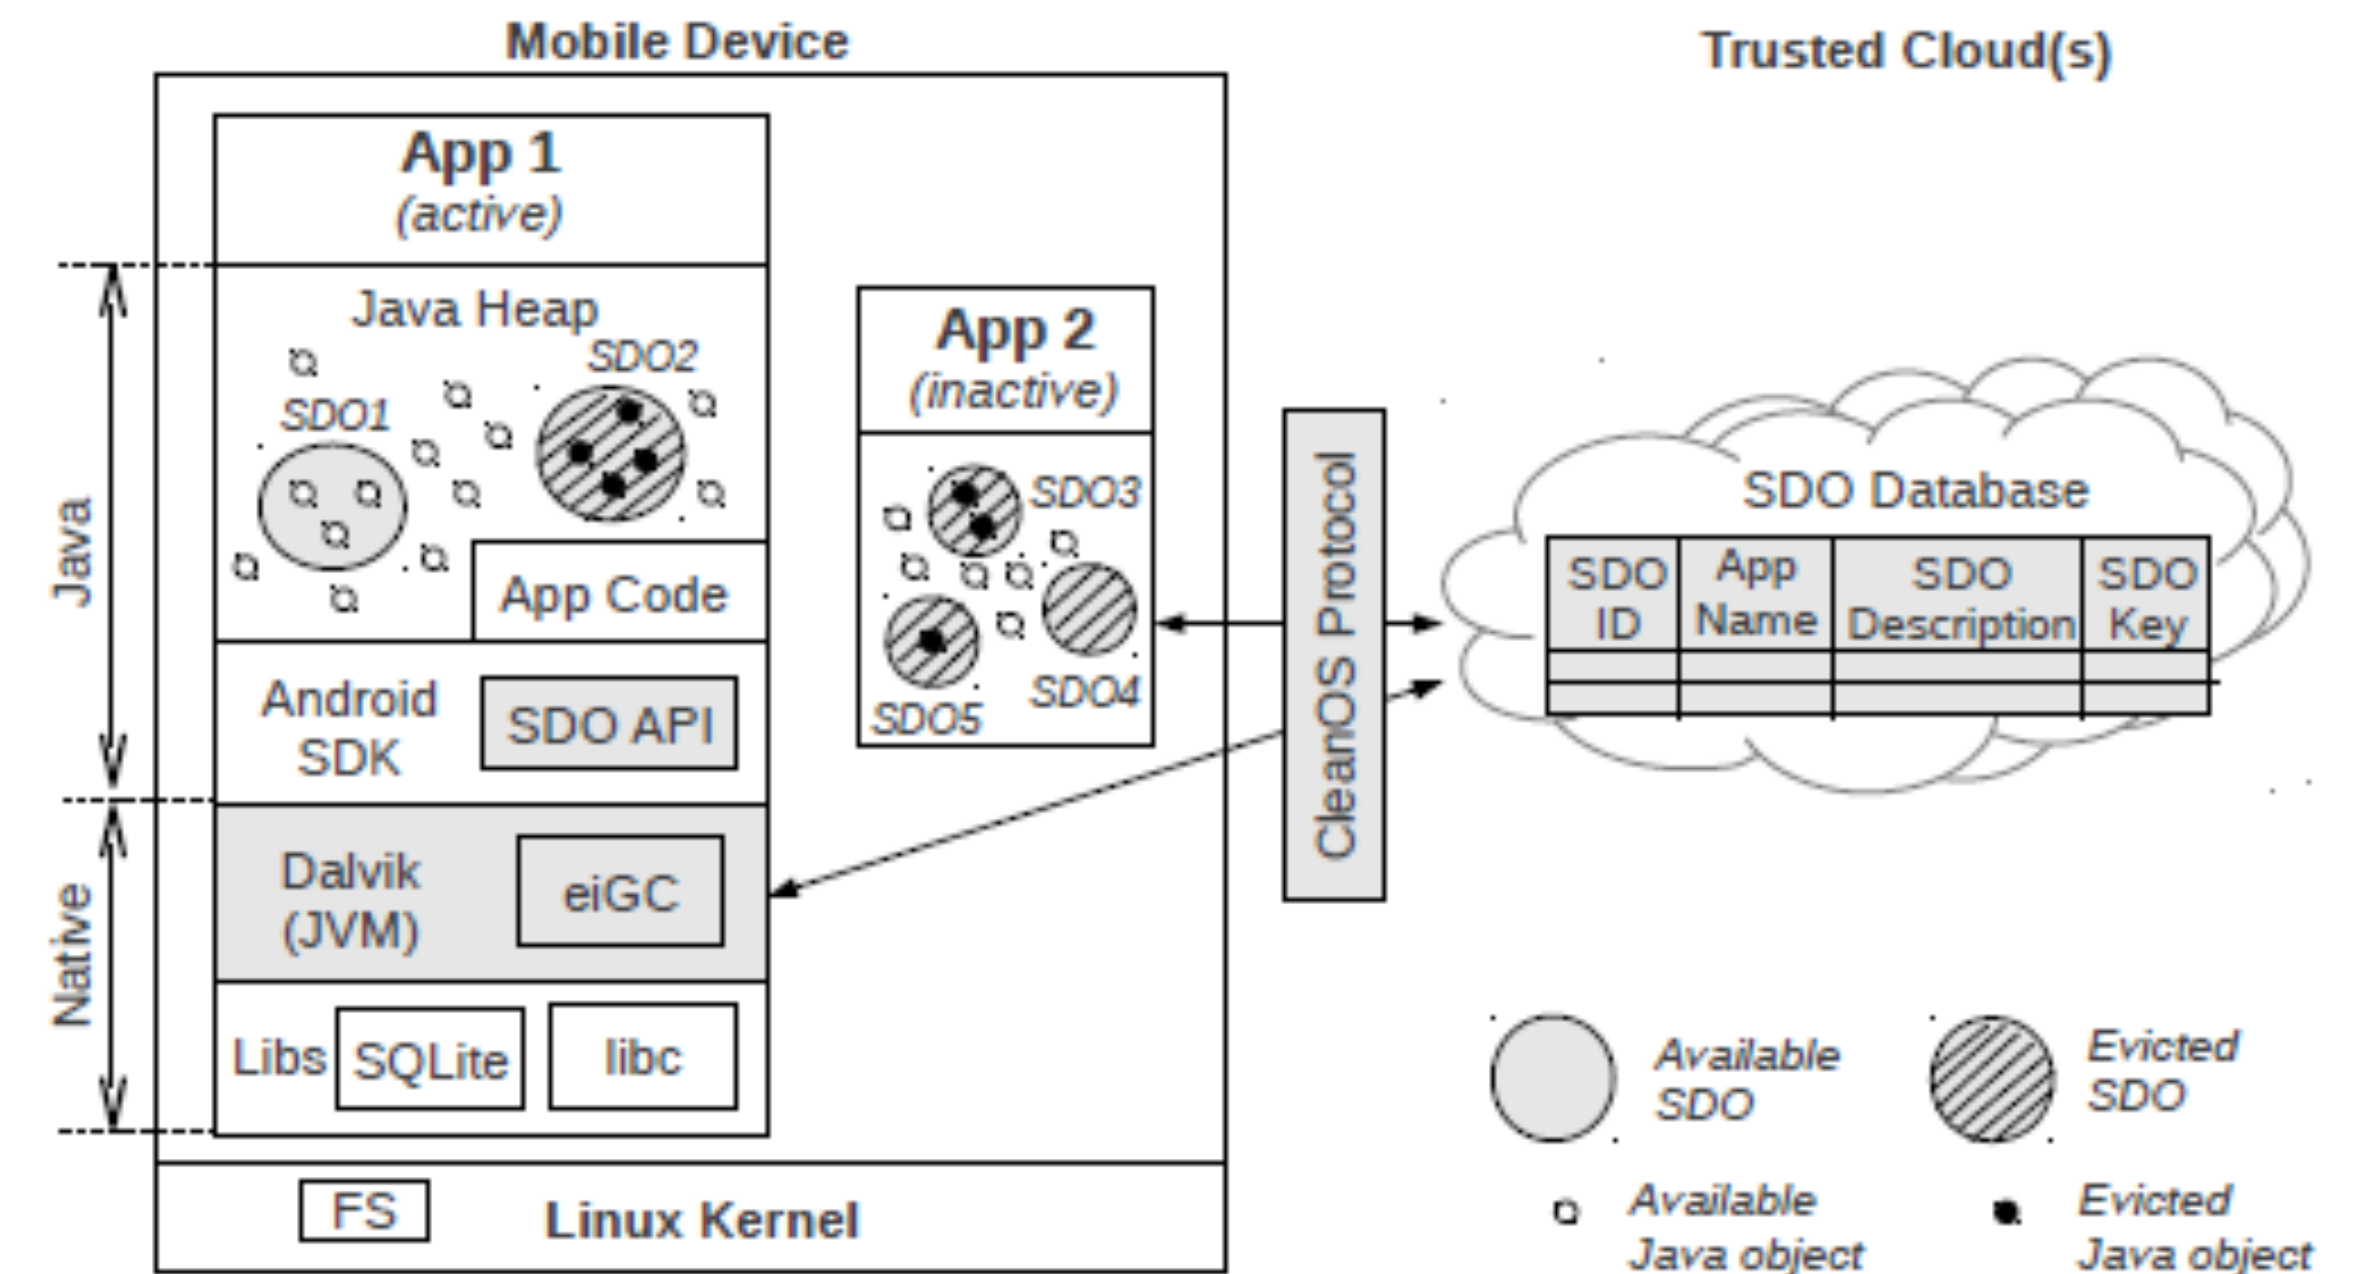 Mobile Device
Trusted Cloud(s)
App 1
(active)
Java Heap
SDO2
SDO1
App Code
Android
SDK
SDO API
Dalvik
(JVM)
eiGC
Libs
SQLite
libc
Java
Native
App 2
(inactive)
SDO3
SDO4
SDO5
FS
Linux Kernel
CleanOS Protocol
SDO Database
SDO
ID
App
Name
SDO
Description
SDO
Key
Available
SDO
Evicted
SDO
Available
Java object
Evicted
Java object